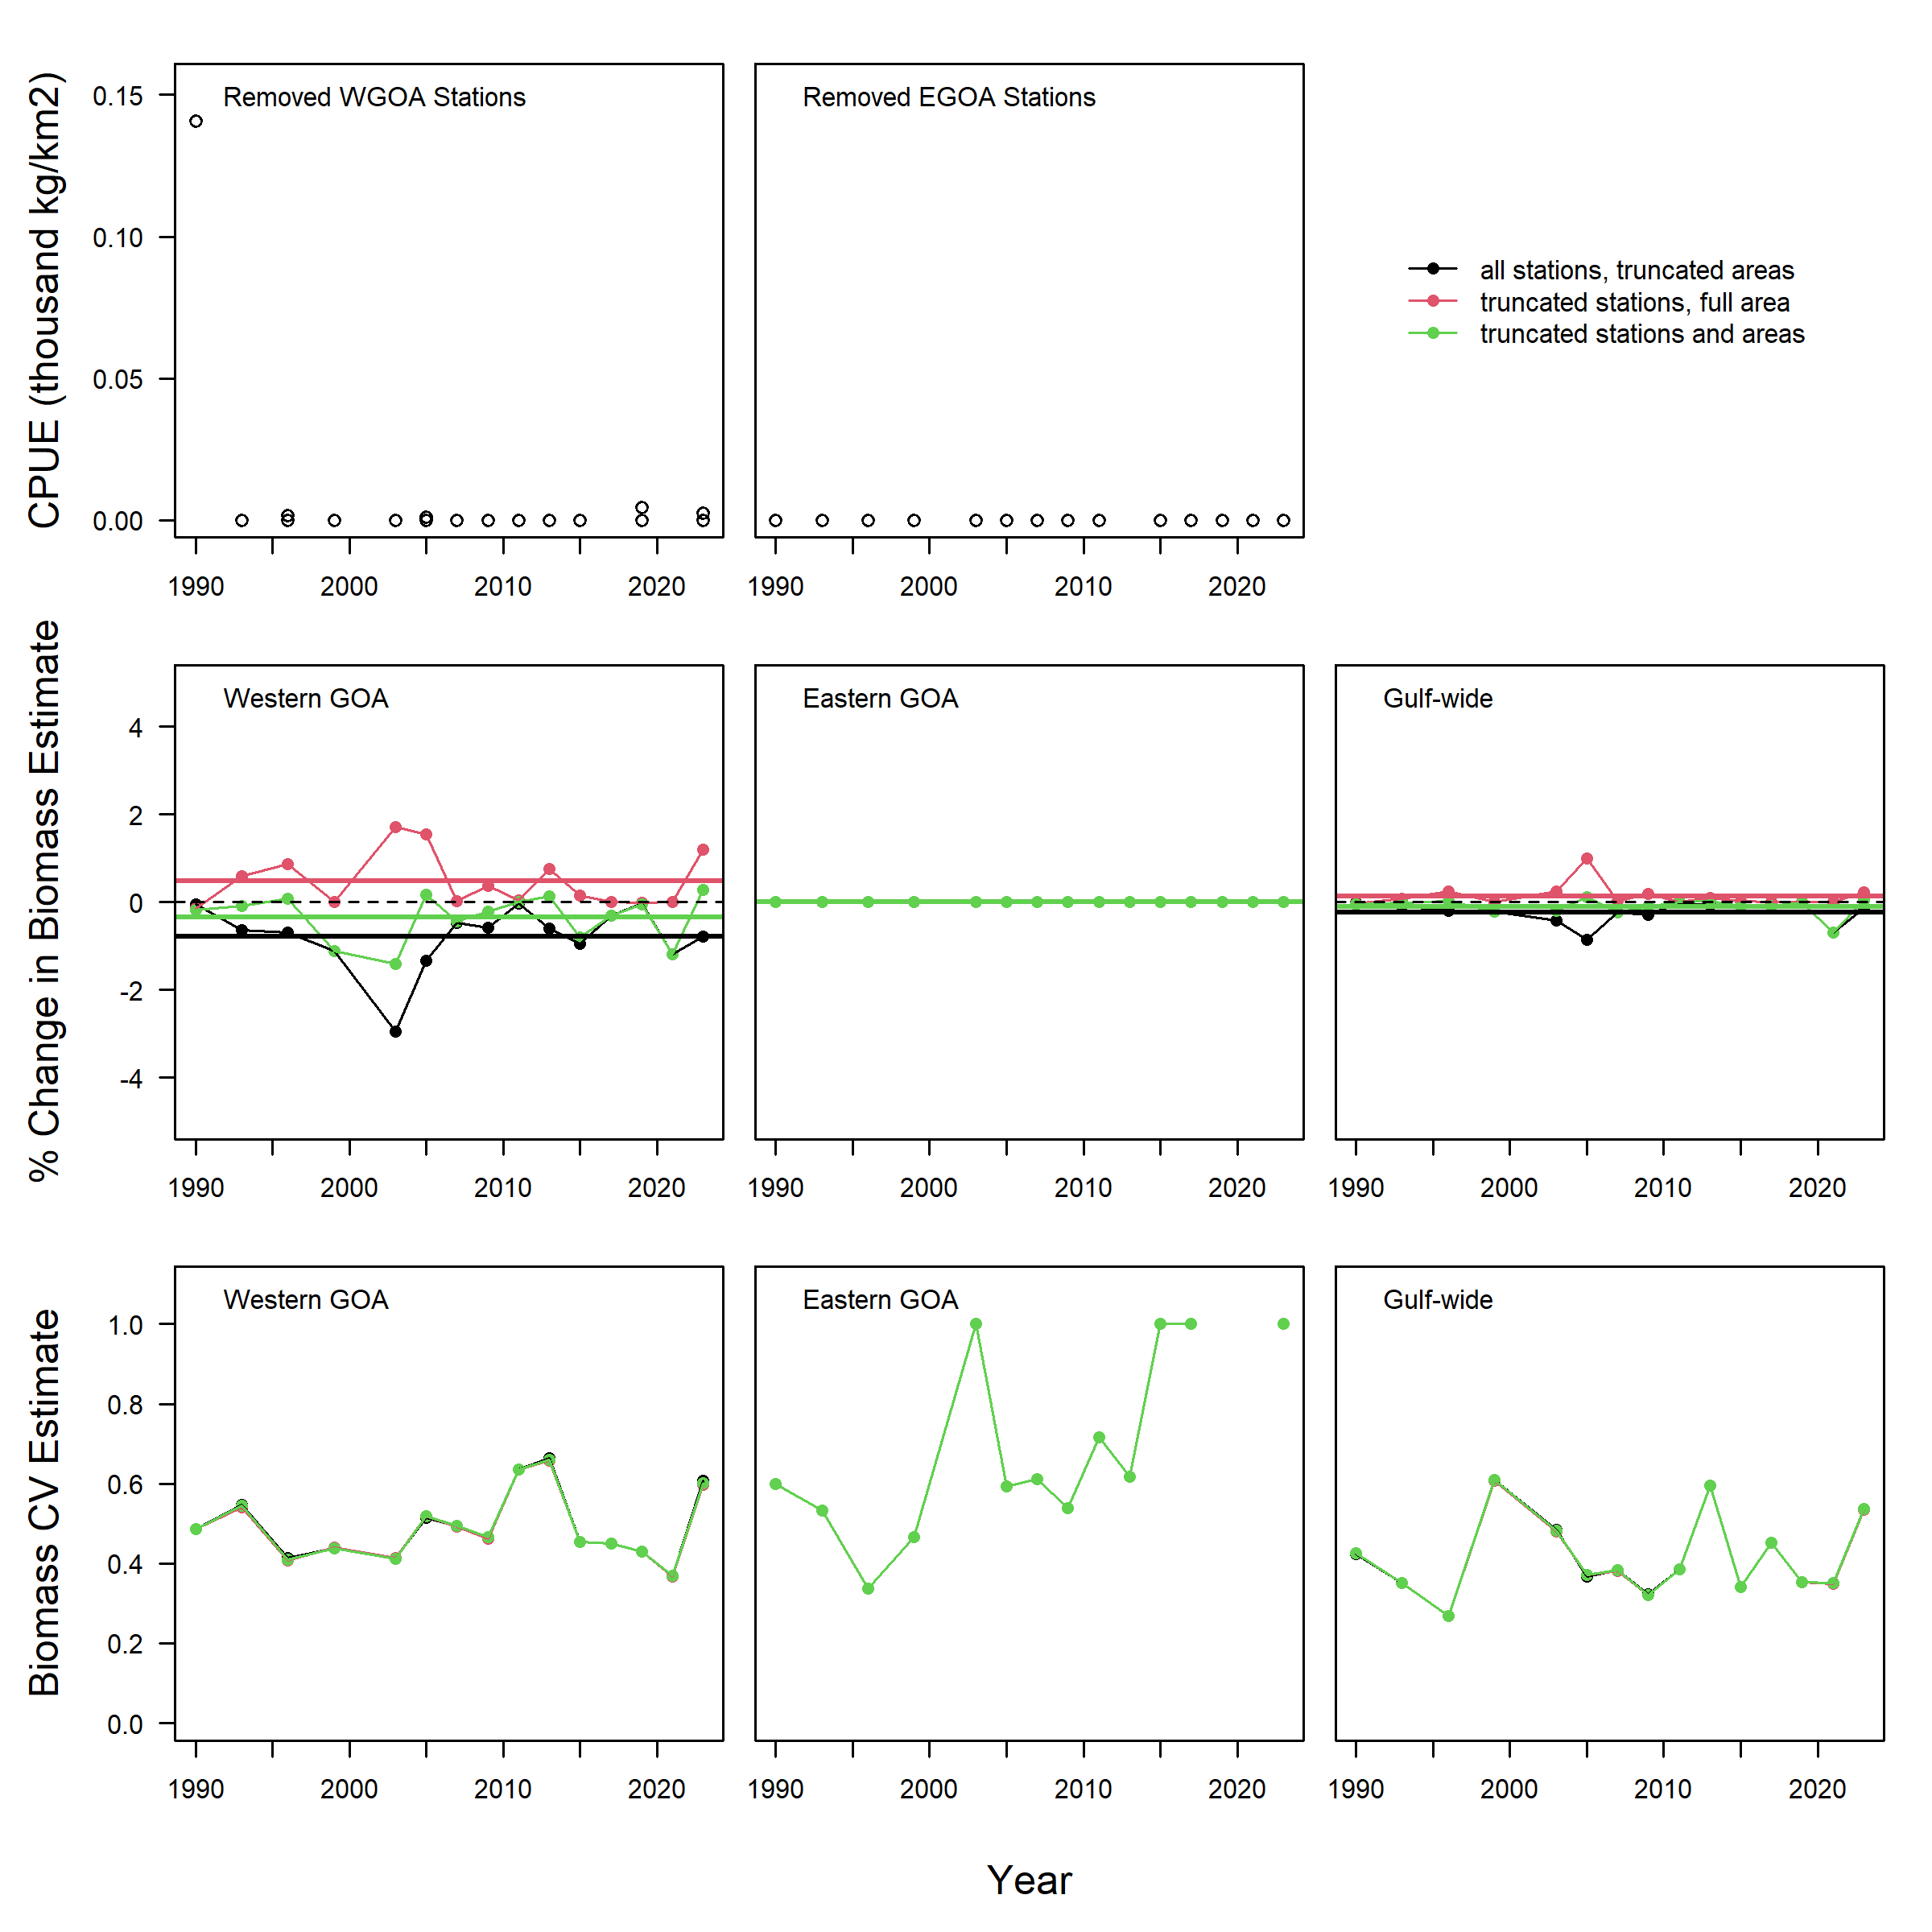 CPUE (thousand kg/km2)
0.15
0.10
0.05
0.00
Removed WGOA Stations
1990 2000 2010 2020
Removed EGOA Stations
1990 2000 2010 2020
all stations, truncated areas
truncated stations, full area
truncated stations and areas
% Change in Biomass Estimate
4
2
0
-2
-4
Western GOA
1990 2000 2010 2020
Eastern GOA
1990 2000 2010 2020
Gulf-wide
1990 2000 2010 2020
Biomass CV Estimate
1.0
0.8
0.6
0.4
0.2
0.0
Western GOA
1990 2000 2010 2020
Eastern GOA
1990 2000 2010 2020
Gulf-wide
1990 2000 2010 2020
Year